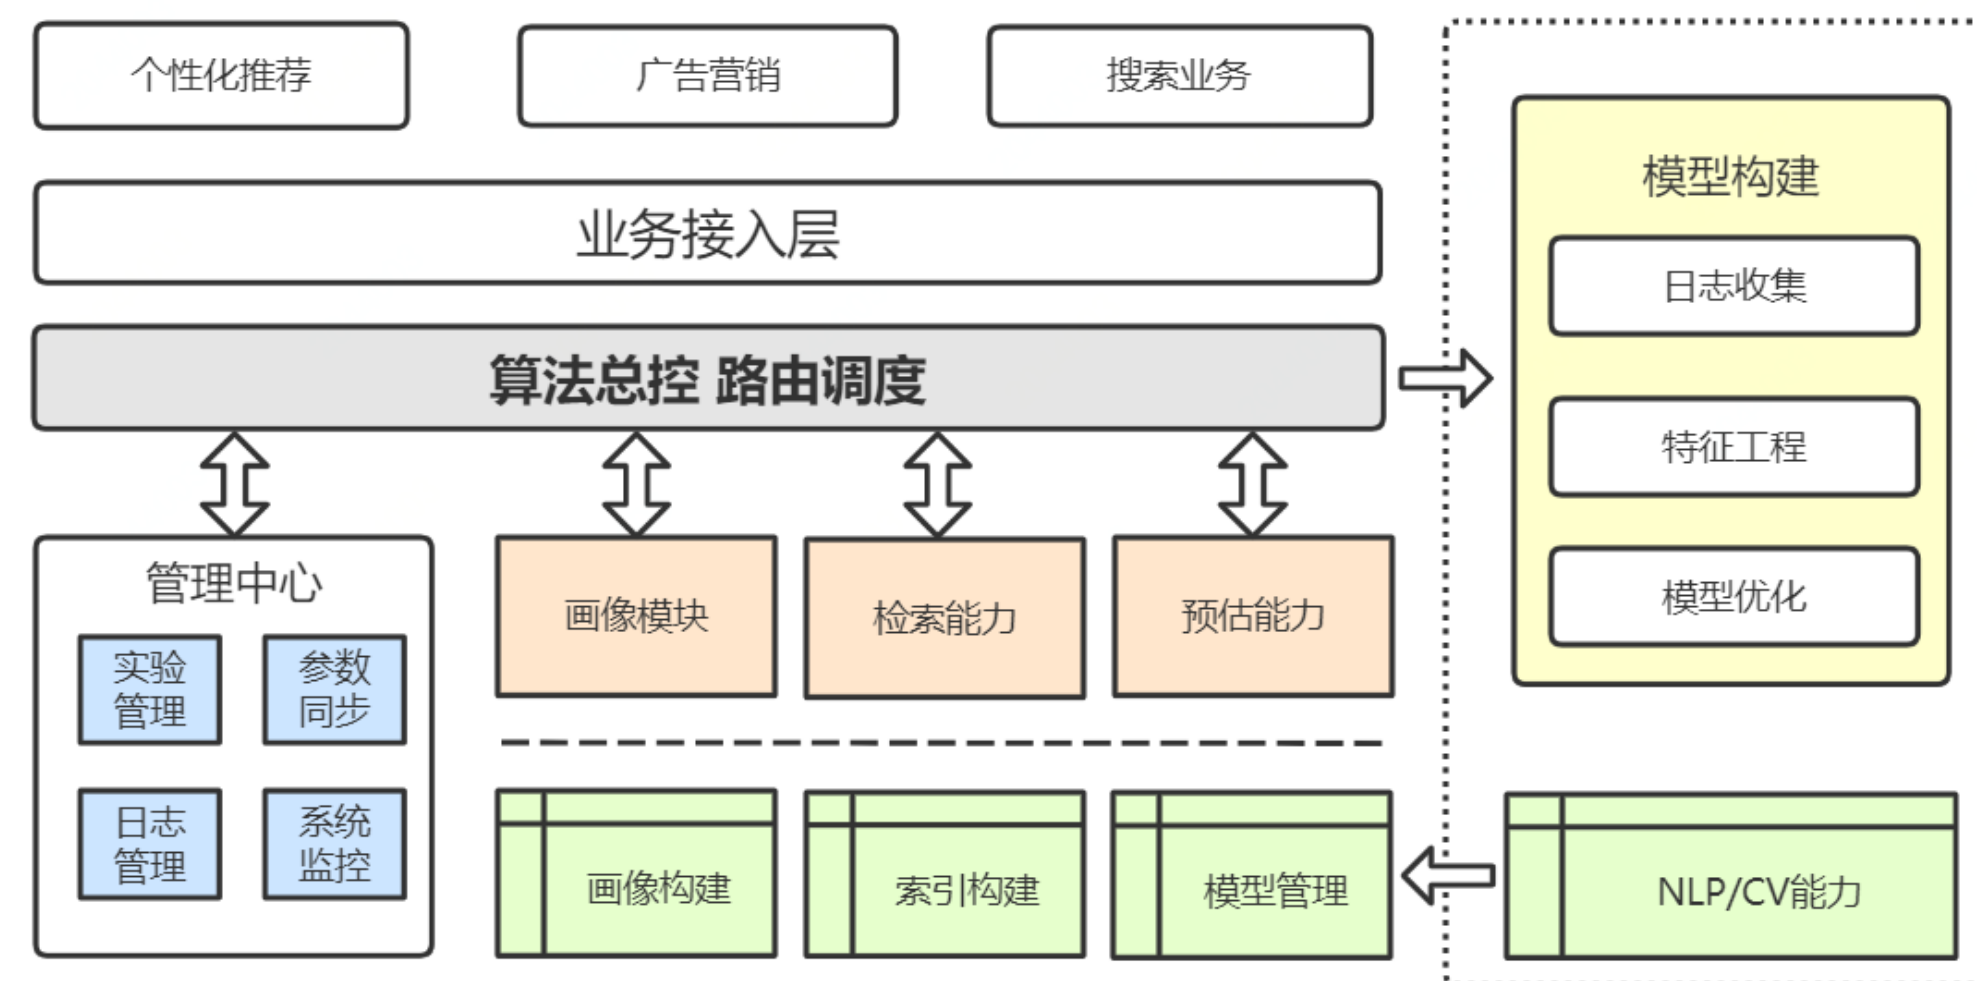 个性化推荐
广告营销
搜索业务
业务接入层
算法总控 路由调度
管理中心
实验
管理
参数
同步
日志
管理
系统
监控
画像模块
检索能力
预估能力
画像构建
索引构建
模型管理
模型构建
日志收集
特征工程
模型优化
NLP/CV能力